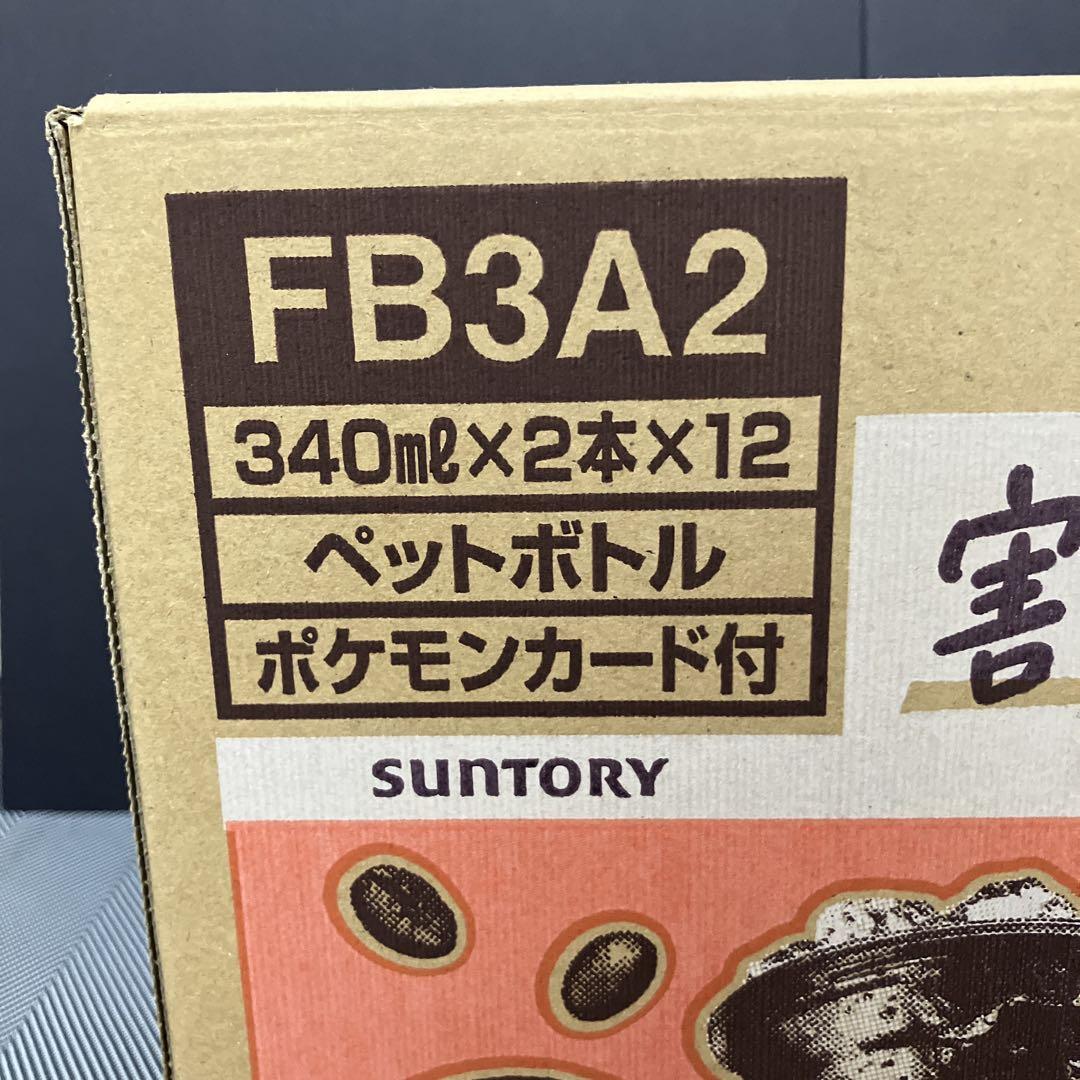 FB3A2
340ml×2本×12
ペットボトル
ポケモンカード付
割
SUNTORY